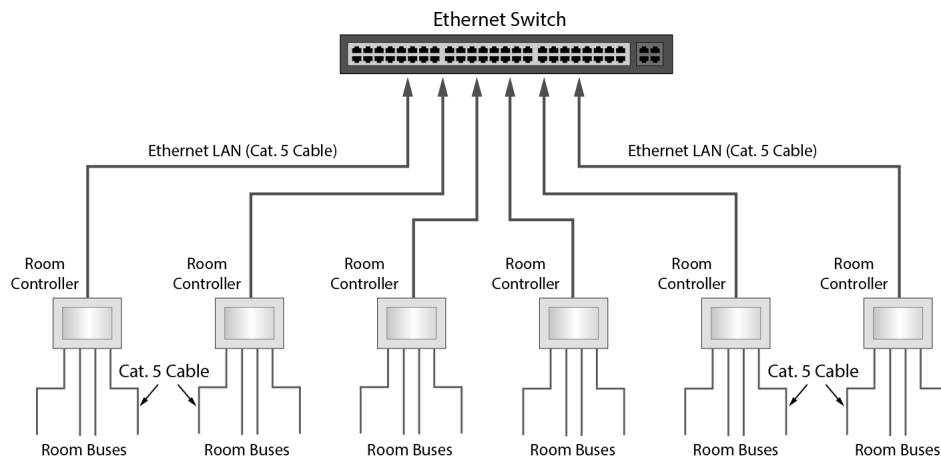 Ethernet Switch
Ethernet LAN (Cat. 5 Cable)
Ethernet LAN (Cat. 5 Cable)
Room
Controller
Room
Controller
Room
Controller
Room
Controller
Room
Controller
Room
Controller
Cat. 5 Cable
Cat. 5 Cable
Room Buses
Room Buses
Room Buses
Room Buses
Room Buses
Room Buses